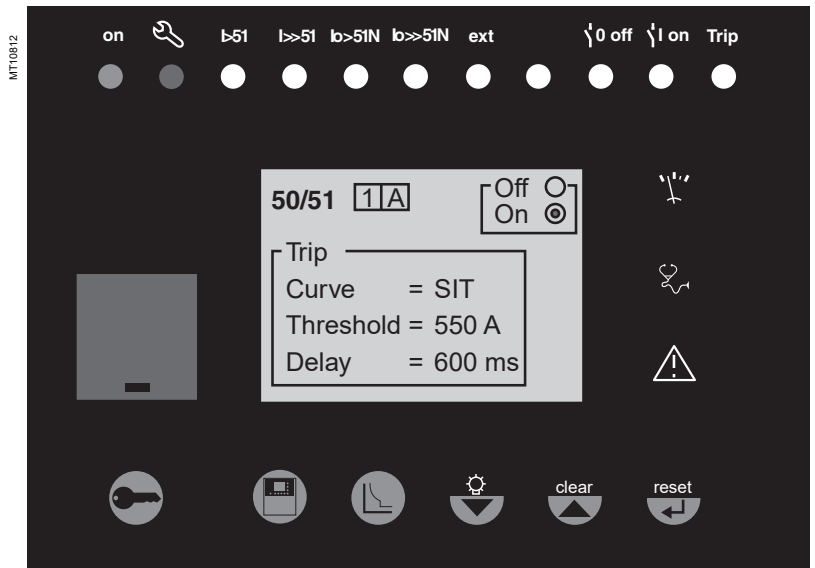 MT10812
on I>51 I>>51 Io>51N Io>>51N ext 0 off I on Trip
50/51 1 A Off
On
Trip
Curve = SIT
Threshold = 550 A
Delay = 600 ms
clear reset